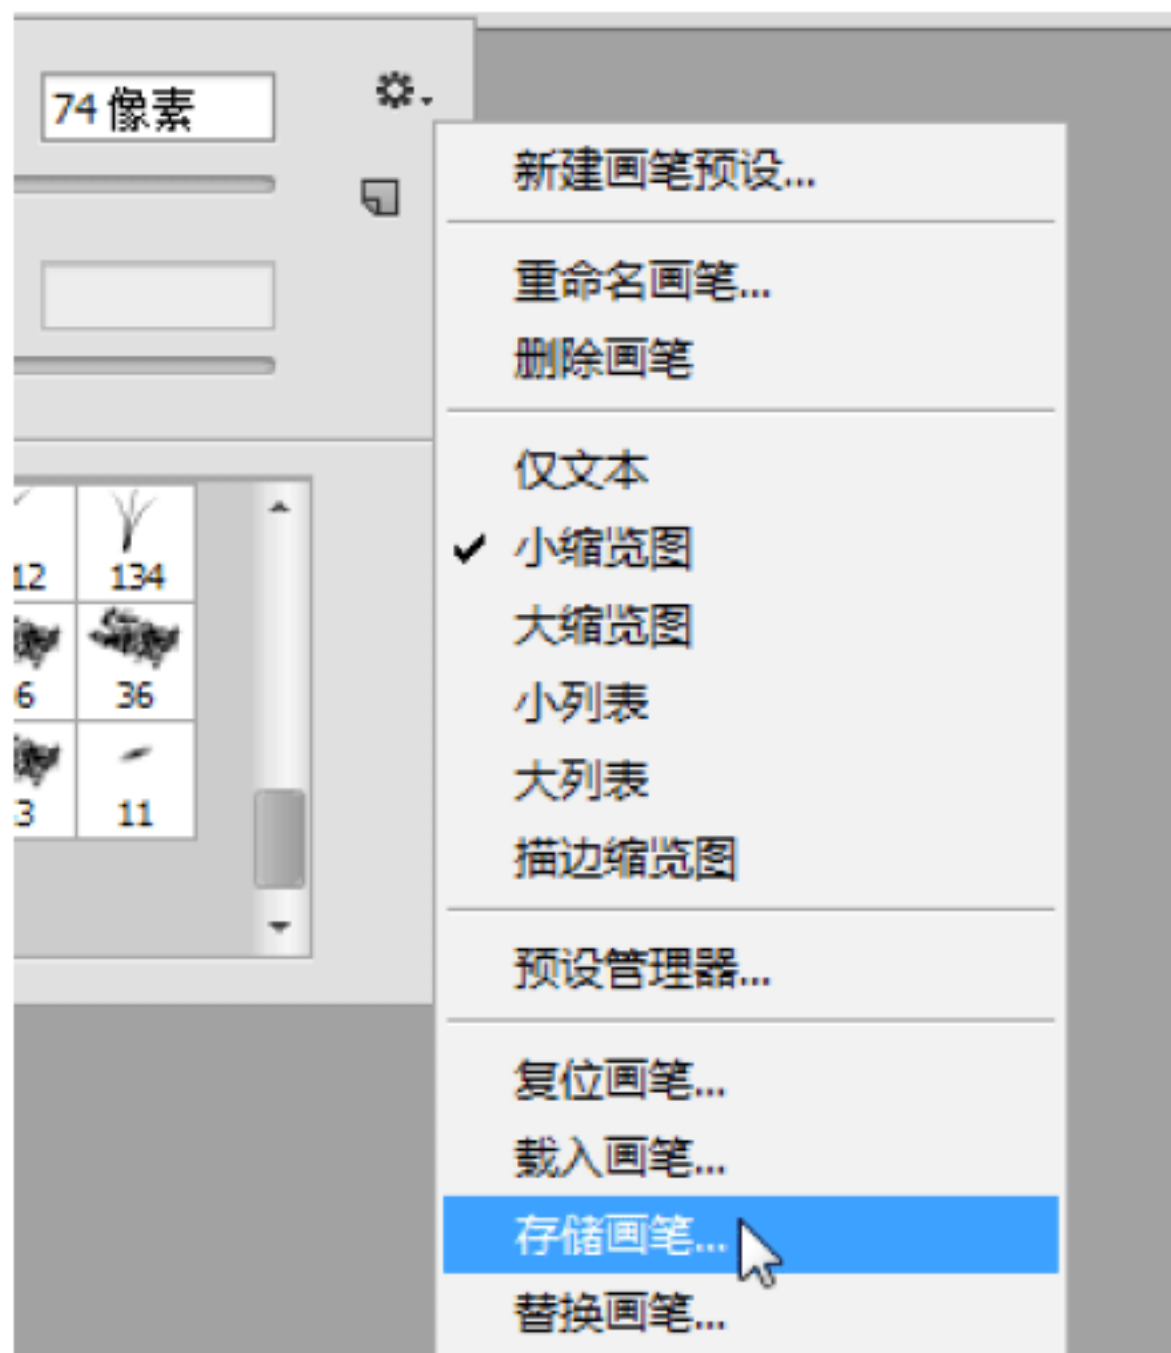 74 像素
新建画笔预设...
重命名画笔...
删除画笔
仅文本
小缩览图
大缩览图
小列表
大列表
描边缩览图
预设管理器...
复位画笔...
载入画笔...
存储画笔...
替换画笔...
12 134
6 36
3 11